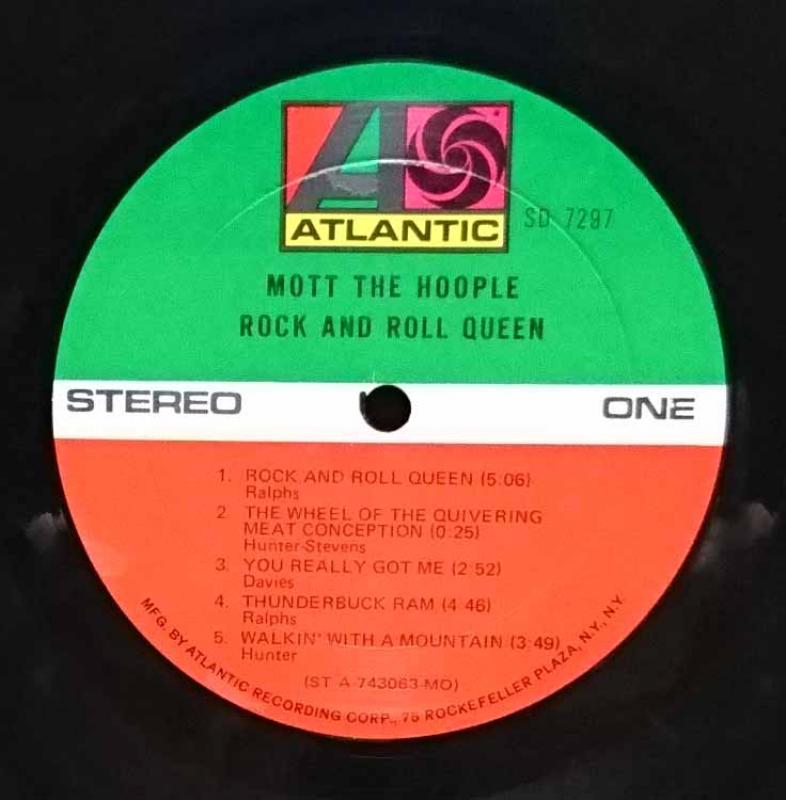 ATLANTIC
SD 7297
MOTT THE HOOPLE
ROCK AND ROLL QUEEN
STEREO
ONE
1. ROCK AND ROLL QUEEN (5:06)
Ralphs
2. THE WHEEL OF THE QUIVERING
MEAT CONCEPTION (0:25)
Hunter-Stevens
3. YOU REALLY GOT ME (2:52)
Davies
4. THUNDERBUCK RAM (4:46)
Ralphs
5. WALKIN' WITH A MOUNTAIN (3:49)
Hunter
(ST A-743063-MO)
MFG. BY ATLANTIC RECORDING CORP., 75 ROCKEFELLER PLAZA, N.Y., N.Y.